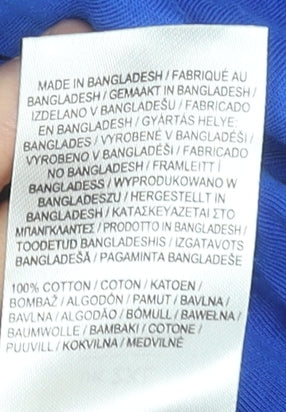 MADE IN BANGLADESH / FABRIQUÉ AU
BANGLADESH / GEMAAKT IN BANGLADESH /
IZDELANO V BANGLADEŠU / FABRICADO
EN BANGLADESH / GYÁRTÁS HELYE:
BANGLADES / VYROBENÉ V BANGLADÉŠI /
VYROBENO V BANGLADÉŠI / FABRICADO
NO BANGLADESH / FRAMLEITT Í
BANGLADESS / WYPRODUKOWANO W
BANGLADESZU / HERGESTELLT IN
BANGLADESH / ΚΑΤΑΣΚΕΥΑΖΕΤΑΙ ΣΤΟ
ΜΠΑΝΓΚΛΑΝΤΕΣ / PRODOTTO IN BANGLADESH /
TOODETUD BANGLADESHIS / IZGATAVOTS
BANGLADEŠĀ / PAGAMINTA BANGLADEŠE
100% COTTON / COTON / KATOEN /
BOMBAŽ / ALGODÓN / PAMUT / BAVLNA /
BAVLNA / ALGODÃO / BÓMULL / BAWEŁNA /
BAUMWOLLE / BAMBAKI / COTONE /
PUUVILL / KOKVILNA / MEDVILNĖ